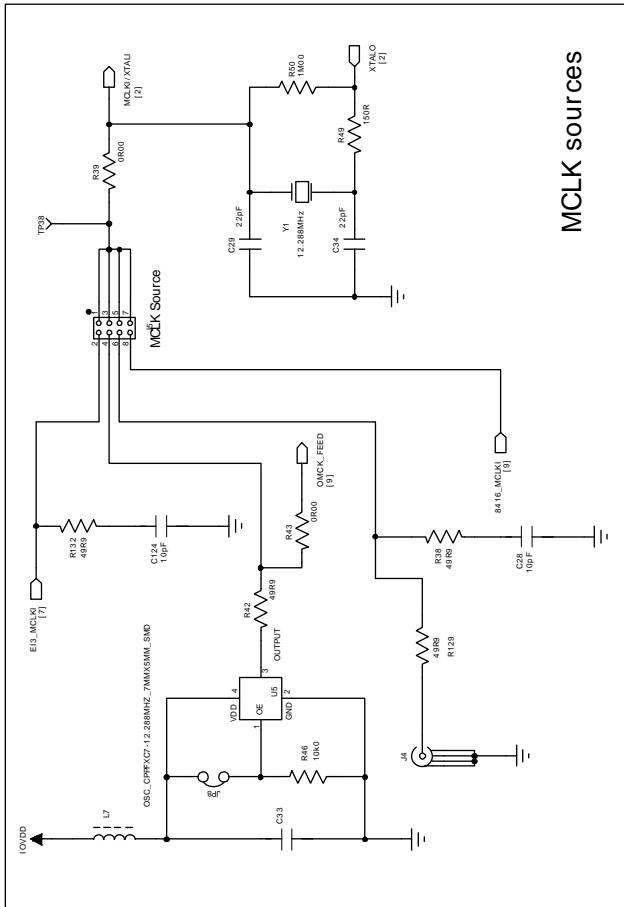 MCLK sources
IOVDD
L7
OSC_CPPFXC7-12.288MHZ_7MMX5MM_SMD
JP8
C33
R46
10k0
VDD
4
OE
1
U5
GND
2
3
OUTPUT
R42
49R9
R43
0R00
OMCK_FEED
[9]
EI3_MCLKI
[7]
R132
49R9
C124
10pF
J4
49R9
R129
R38
49R9
C28
10pF
8416_MCLKI
[9]
2
4
6
8
1
3
5
7
MCLK Source
TP38
R39
0R00
MCLKI/XTALI
[2]
C29
22pF
Y1
12.288MHz
C34
22pF
R50
1M00
R49
150R
XTALO
[2]